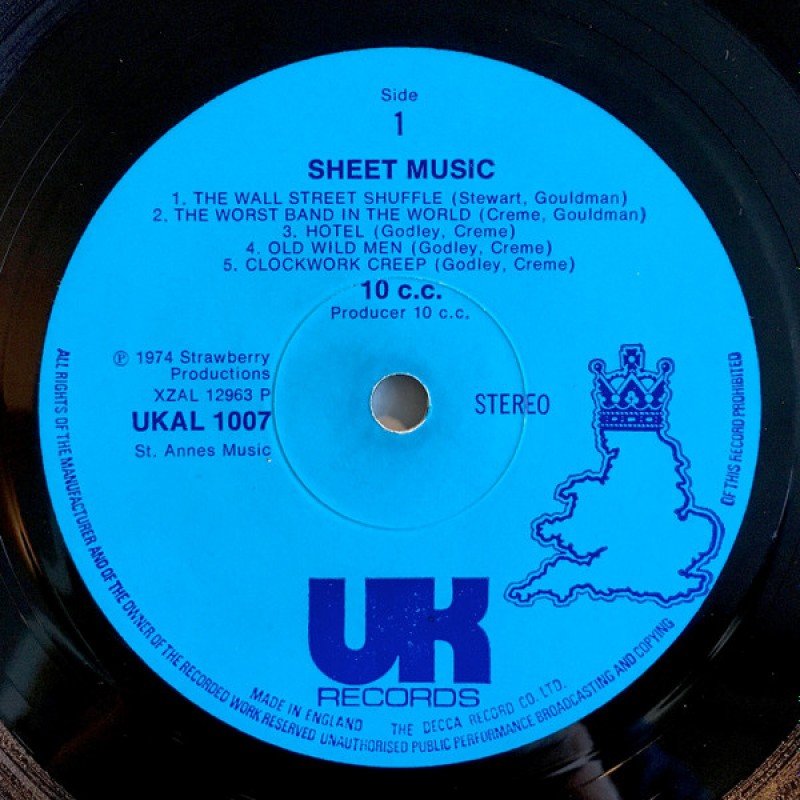 Side
1
SHEET MUSIC
1. THE WALL STREET SHUFFLE (Stewart, Gouldman)
2. THE WORST BAND IN THE WORLD (Creme, Gouldman)
3. HOTEL (Godley, Creme)
4. OLD WILD MEN (Godley, Creme)
5. CLOCKWORK CREEP (Godley, Creme)
10 c.c.
Producer 10 c.c.
℗ 1974 Strawberry
Productions
XZAL 12963 P
UKAL 1007
St. Annes Music
STEREO
UK
RECORDS
MADE IN ENGLAND THE DECCA RECORD CO. LTD.
ALL RIGHTS OF THE MANUFACTURER AND OF THE OWNER OF THE RECORDED WORK RESERVED UNAUTHORISED PUBLIC PERFORMANCE BROADCASTING AND COPYING OF THIS RECORD PROHIBITED